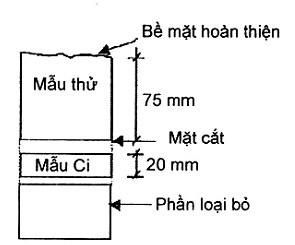 Bề mặt hoàn thiện
Mẫu thử
75 mm
Mặt cắt
Mẫu Ci
20 mm
Phần loại bỏ